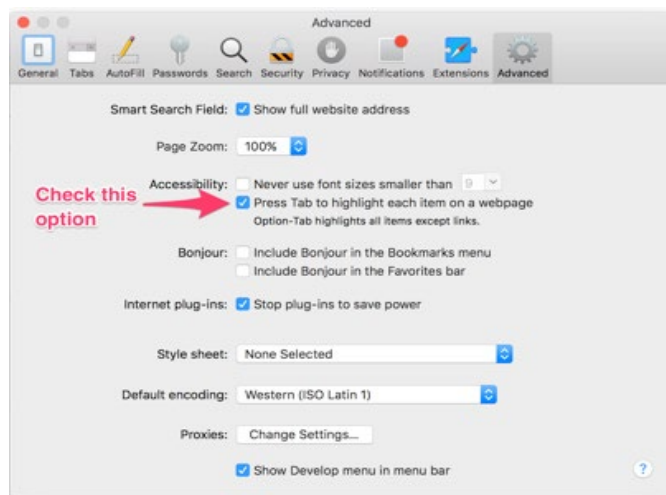 Advanced
General Tabs AutoFill Passwords Search Security Privacy Notifications Extensions Advanced
Smart Search Field: Show full website address
Page Zoom: 100%
Accessibility: Never use font sizes smaller than 9
Check this option
Press Tab to highlight each item on a webpage
Option-Tab highlights all items except links.
Bonjour: Include Bonjour in the Bookmarks menu
Include Bonjour in the Favorites bar
Internet plug-ins: Stop plug-ins to save power
Style sheet: None Selected
Default encoding: Western (ISO Latin 1)
Proxies: Change Settings...
Show Develop menu in menu bar
?